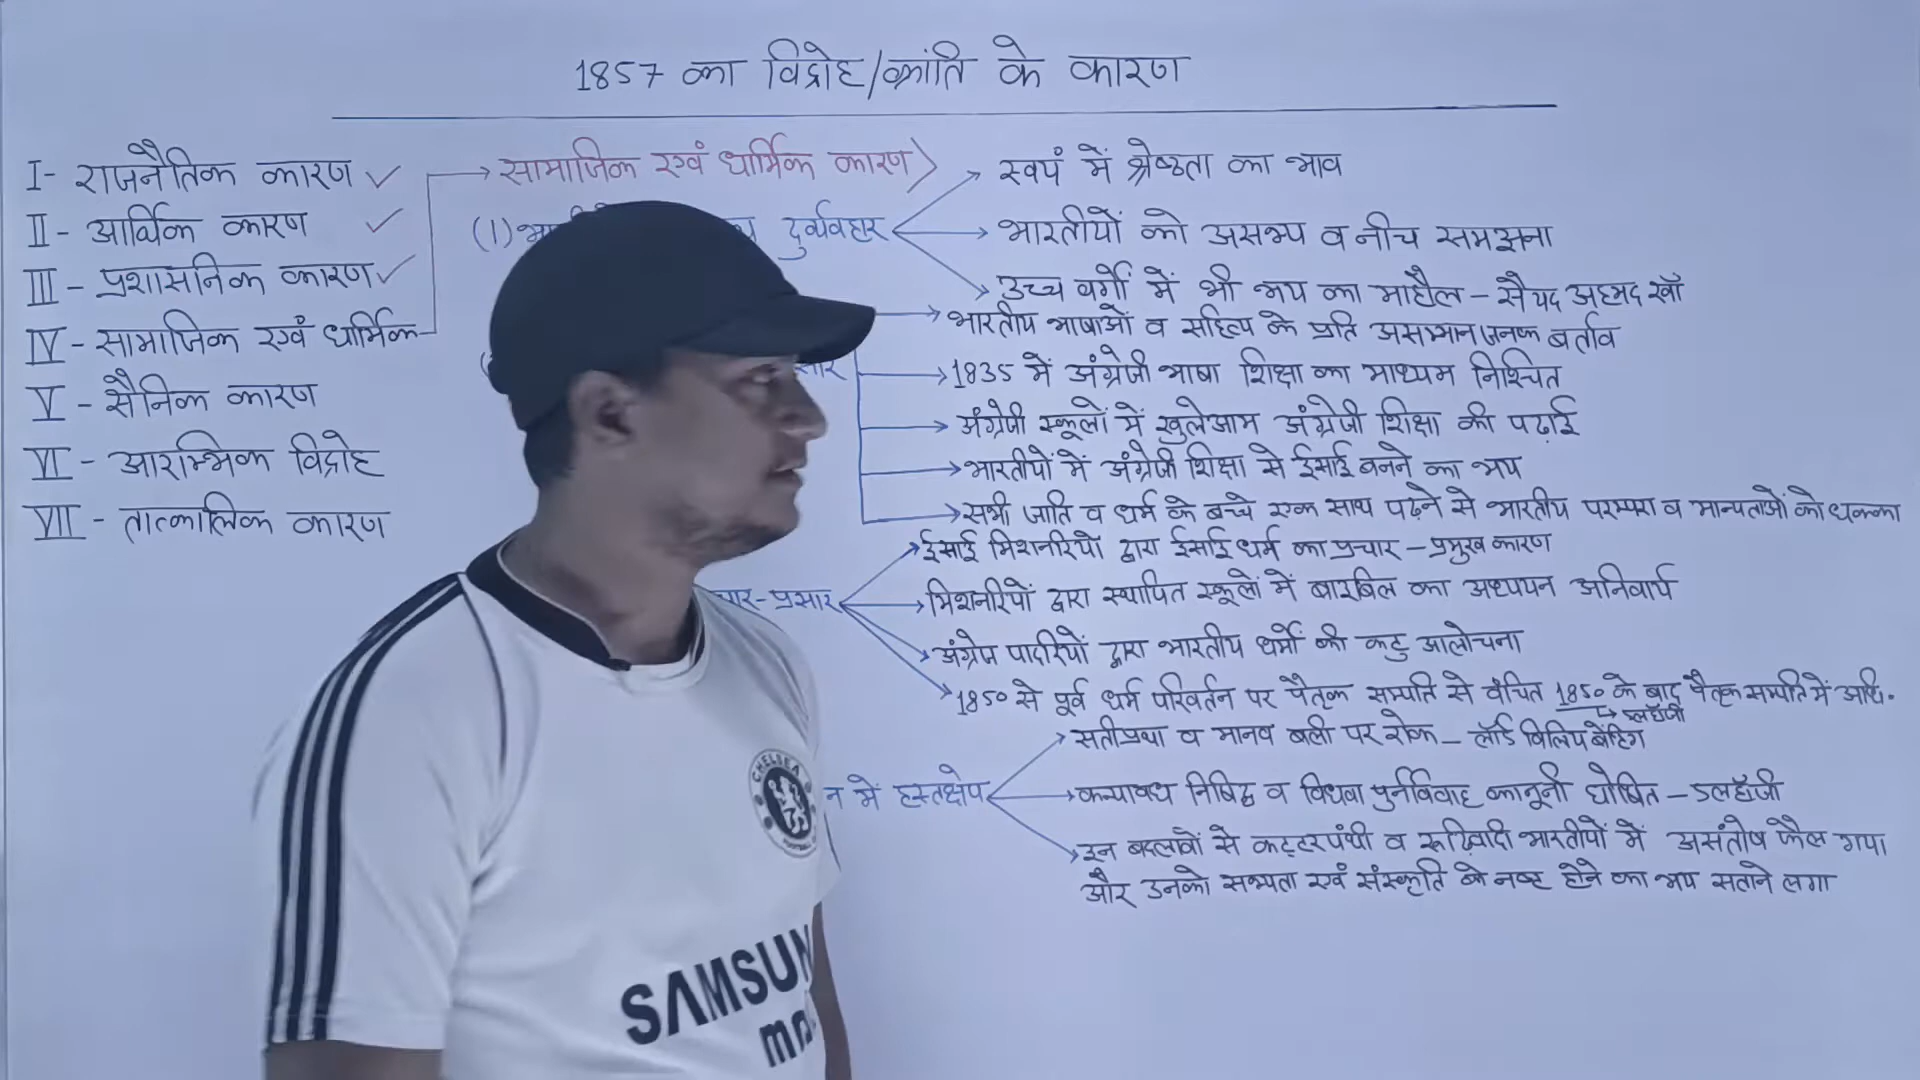 1857 का विद्रोह/क्रांति के कारण
I- राजनैतिक कारण ✓
II- आर्थिक कारण ✓
III- प्रशासनिक कारण ✓
IV- सामाजिक एवं धार्मिक
V- सैनिक कारण
VI- आरम्भिक विद्रोह
VII- तात्कालिक कारण
→ सामाजिक एवं धार्मिक कारण
(1) दुर्व्यवहार
→ स्वयं में श्रेष्ठता का भाव
→ भारतीयों को असभ्य व नीच समझना
→ उच्च वर्गों में भी भय का माहौल - सैयद अहमद खाँ
→ भारतीय भाषाओं व सहित्य के प्रति असम्मानजनक बर्ताव
→ 1835 में अंग्रेजी भाषा शिक्षा का माध्यम निश्चित
→ अंग्रेजी स्कूलों में खुलेआम अंग्रेजी शिक्षा की पढ़ाई
→ भारतीयों में अंग्रेजी शिक्षा से ईसाई बनने का भय
→ सभी जाति व धर्म के बच्चे एक साथ पढ़ने से भारतीय परम्परा व मान्यताओं को धक्का
-प्रसार
→ ईसाई मिशनरियों द्वारा ईसाई धर्म का प्रचार - प्रमुख कारण
→ मिशनरियों द्वारा स्थापित स्कूलों में बाइबिल का अध्ययन अनिवार्य
→ अंग्रेज पादरियों द्वारा भारतीय धर्मों की कटु आलोचना
→ 1850 से पूर्व धर्म परिवर्तन पर पैतृक सम्पति से वंचित 1850 के बाद पैतृक सम्पति में अधि.
→ डलहौजी
में हस्तक्षेप
→ सतीप्रथा व मानव बली पर रोक - लॉर्ड विलियम बेंटिंग
→ कन्यावध निषिद्ध व विधवा पुर्नविवाह कानूनी घोषित - डलहौजी
→ इन बदलावों से कट्टरपंथी व रूढ़िवादी भारतीयों में असंतोष फैल गया
और उनको सभ्यता एवं संस्कृति के नष्ट होने का भय सताने लगा
CHELSEA
FOOTBALL
SAMSUN